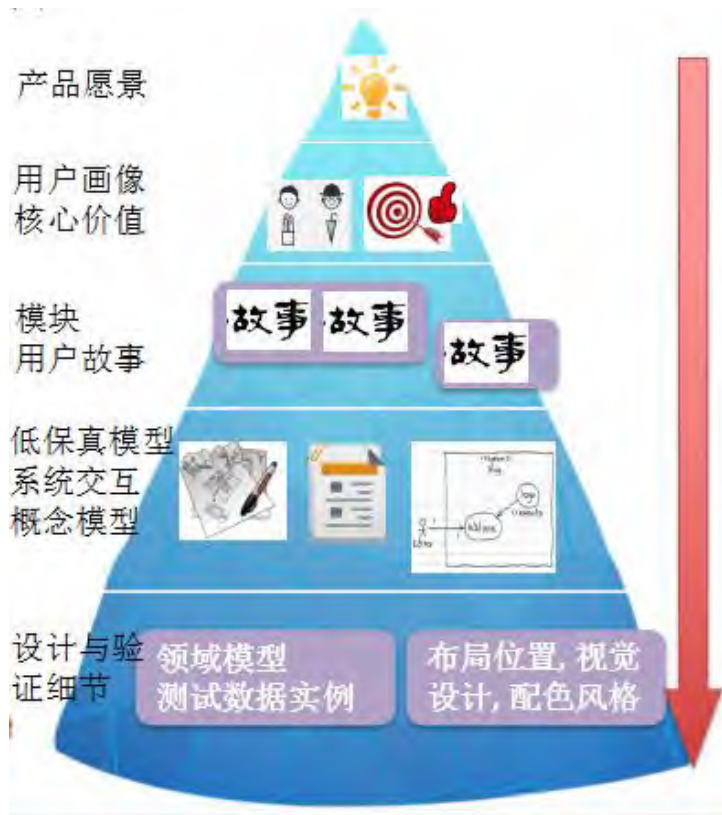 产品愿景
用户画像
核心价值
模块
用户故事
故事 故事
故事
低保真模型
系统交互
概念模型
设计与验
证细节
领域模型
测试数据实例
布局位置, 视觉
设计, 配色风格